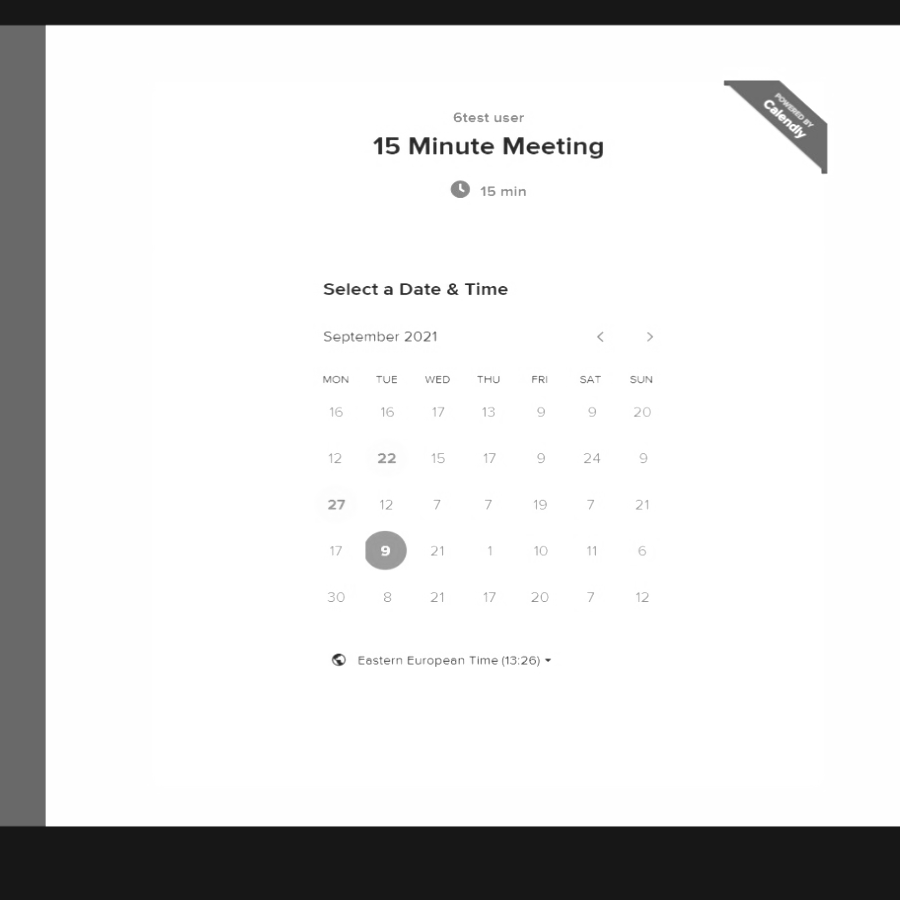 POWERED BY
Calendly
6test user
15 Minute Meeting
15 min
Select a Date & Time
September 2021
MON TUE WED THU FRI SAT SUN
16 16 17 13 9 9 20
12 22 15 17 9 24 9
27 12 7 7 19 7 21
17 9 21 1 10 11 6
30 8 21 17 20 7 12
Eastern European Time (13:26)